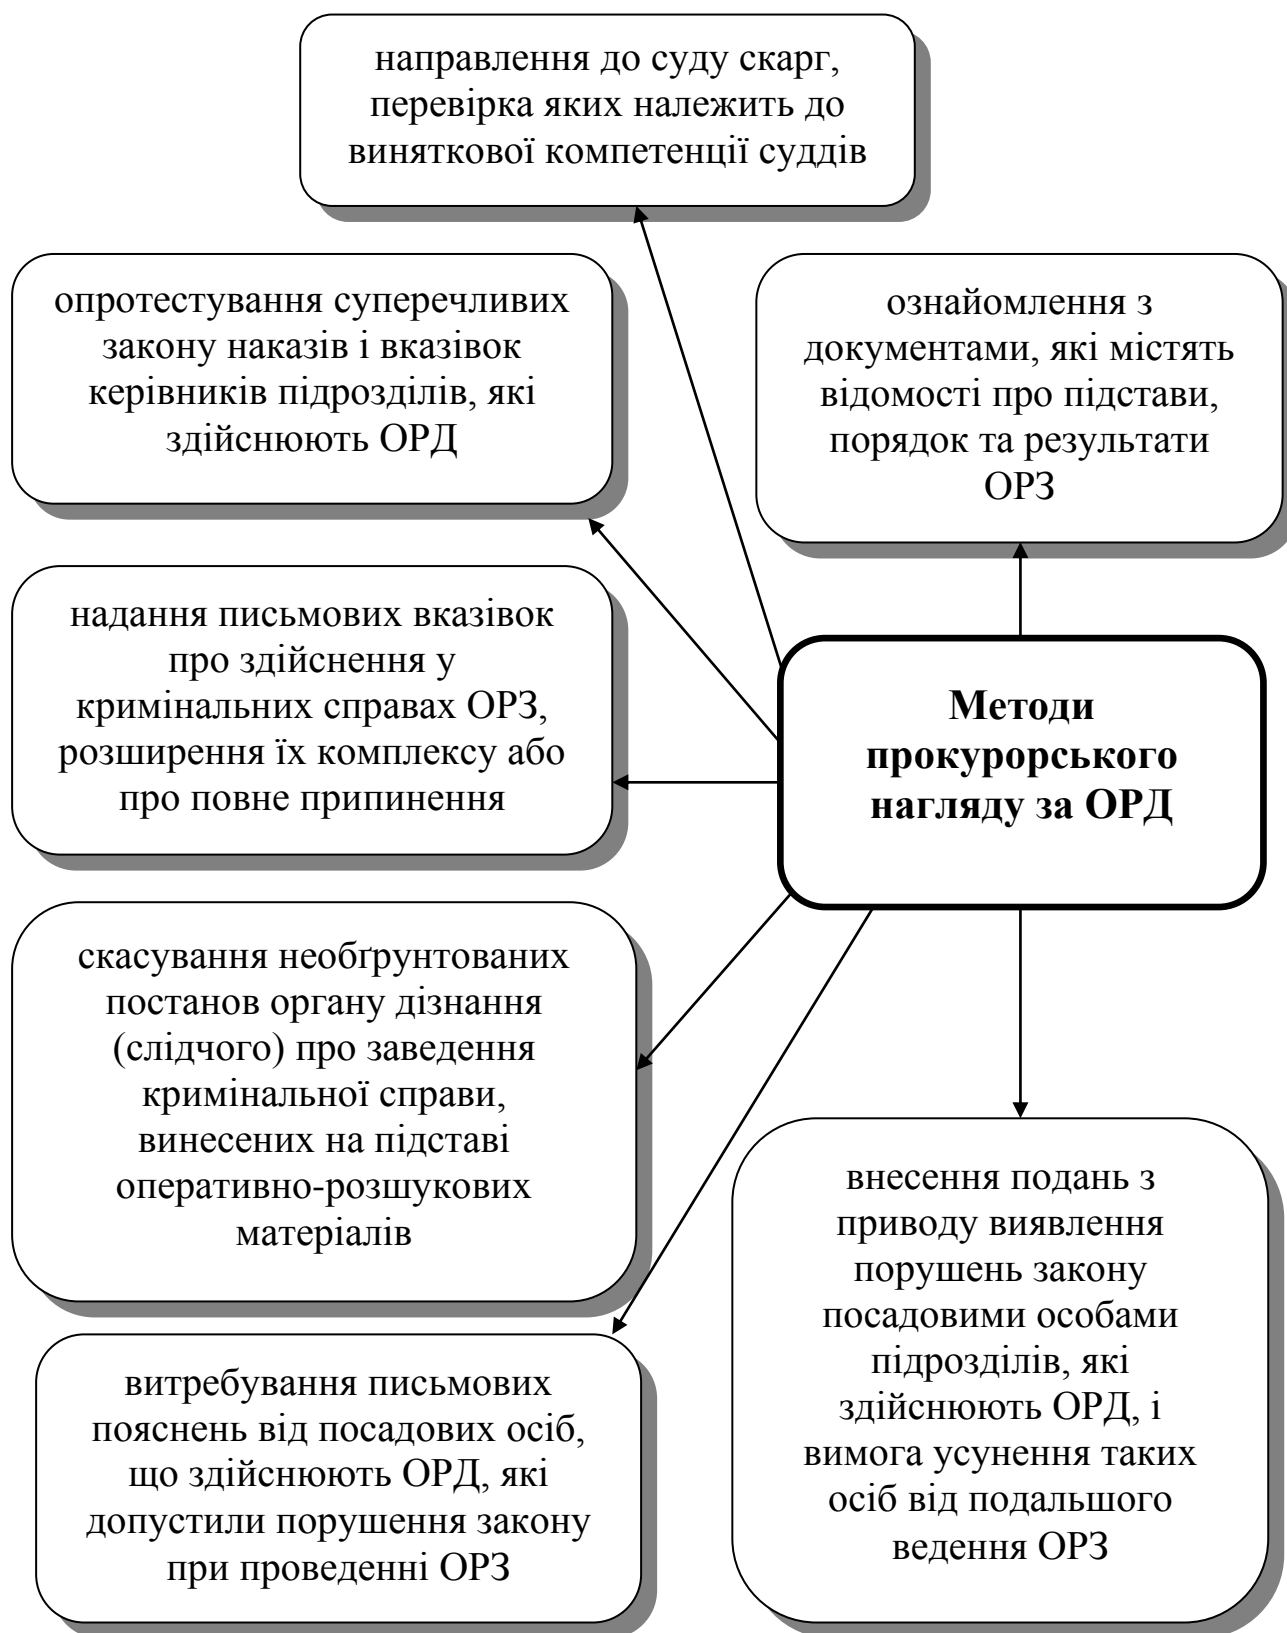 направлення до суду скарг,
перевірка яких належить до
виняткової компетенції суддів
опротестування суперечливих
закону наказів і вказівок
керівників підрозділів, які
здійснюють ОРД
ознайомлення з
документами, які містять
відомості про підстави,
порядок та результати
ОРЗ
надання письмових вказівок
про здійснення у
кримінальних справах ОРЗ,
розширення їх комплексу або
про повне припинення
Методи
прокурорського
нагляду за ОРД
скасування необґрунтованих
постанов органу дізнання
(слідчого) про заведення
кримінальної справи,
винесених на підставі
оперативно-розшукових
матеріалів
внесення подань з
приводу виявлення
порушень закону
посадовими особами
підрозділів, які
здійснюють ОРД, і
вимога усунення таких
осіб від подальшого
ведення ОРЗ
витребування письмових
пояснень від посадових осіб,
що здійснюють ОРД, які
допустили порушення закону
при проведенні ОРЗ